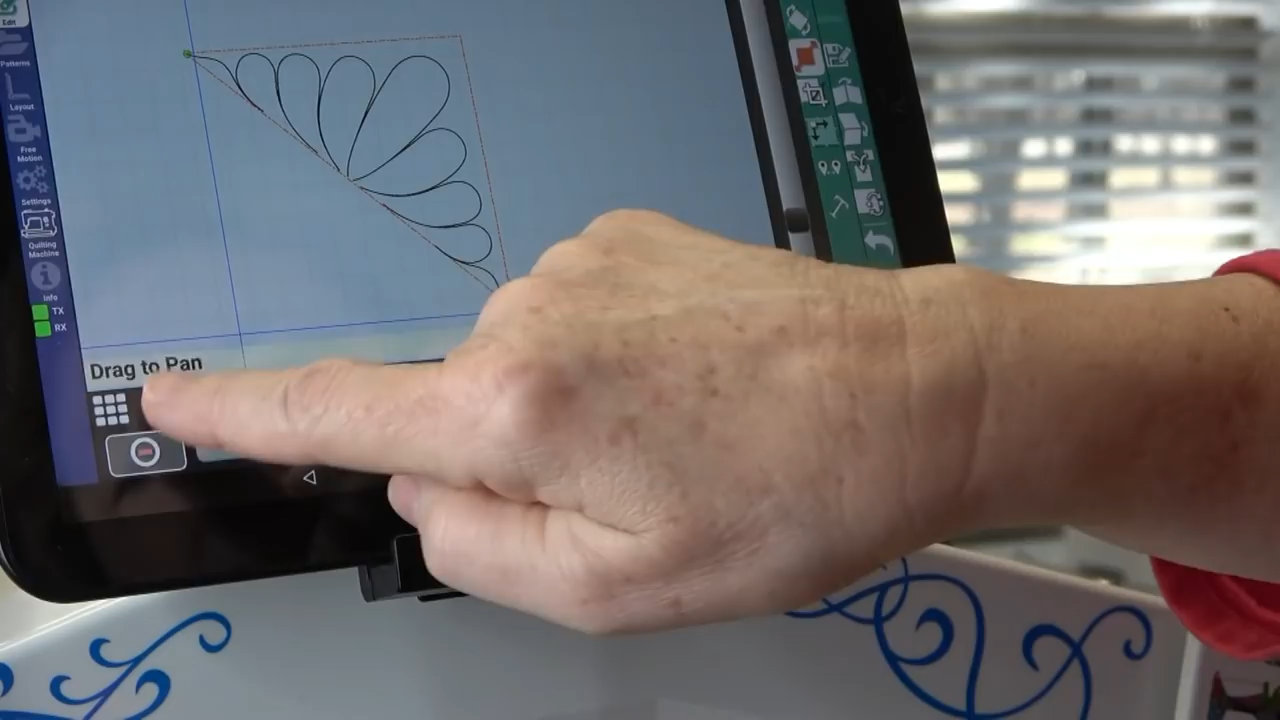 Edit
Patterns
Layout
Free
Motion
Settings
Quilting
Machine
Info
TX
RX
Drag to Pan